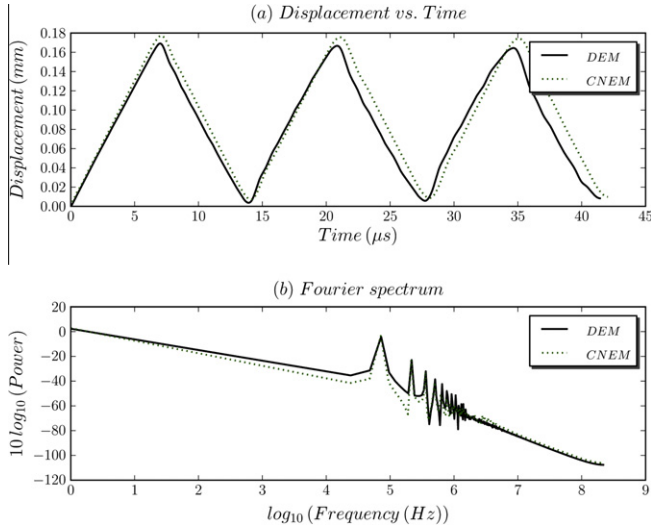 (a) Displacement vs. Time
0.18
0.16
0.14
0.12
0.10
0.08
0.06
0.04
0.02
0.00
Displacement (mm)
DEM
CNEM
0 5 10 15 20 25 30 35 40 45
Time (μs)
(b) Fourier spectrum
20
0
−20
−40
−60
−80
−100
−120
10 log10 (Power)
DEM
CNEM
0 1 2 3 4 5 6 7 8 9
log10 (Frequency (Hz))